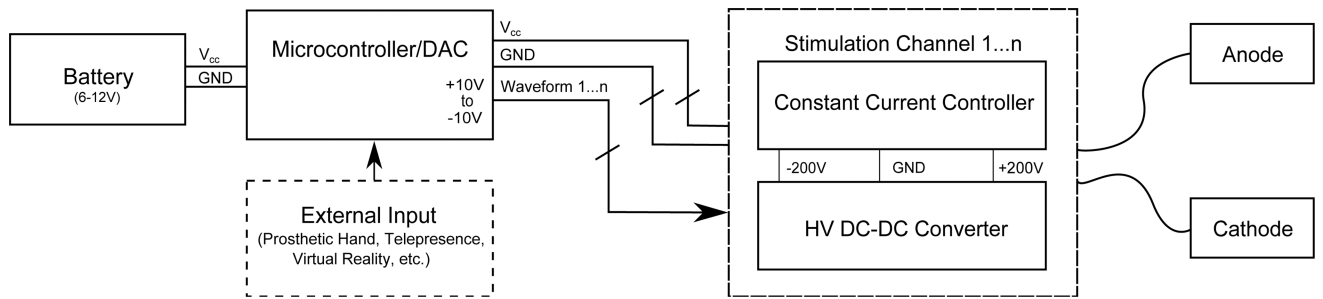 Battery
(6-12V)
Vcc
GND
Microcontroller/DAC
+10V
to
-10V
External Input
(Prosthetic Hand, Telepresence,
Virtual Reality, etc.)
Vcc
GND
Waveform 1...n
Stimulation Channel 1...n
Constant Current Controller
-200V
GND
+200V
HV DC-DC Converter
Anode
Cathode